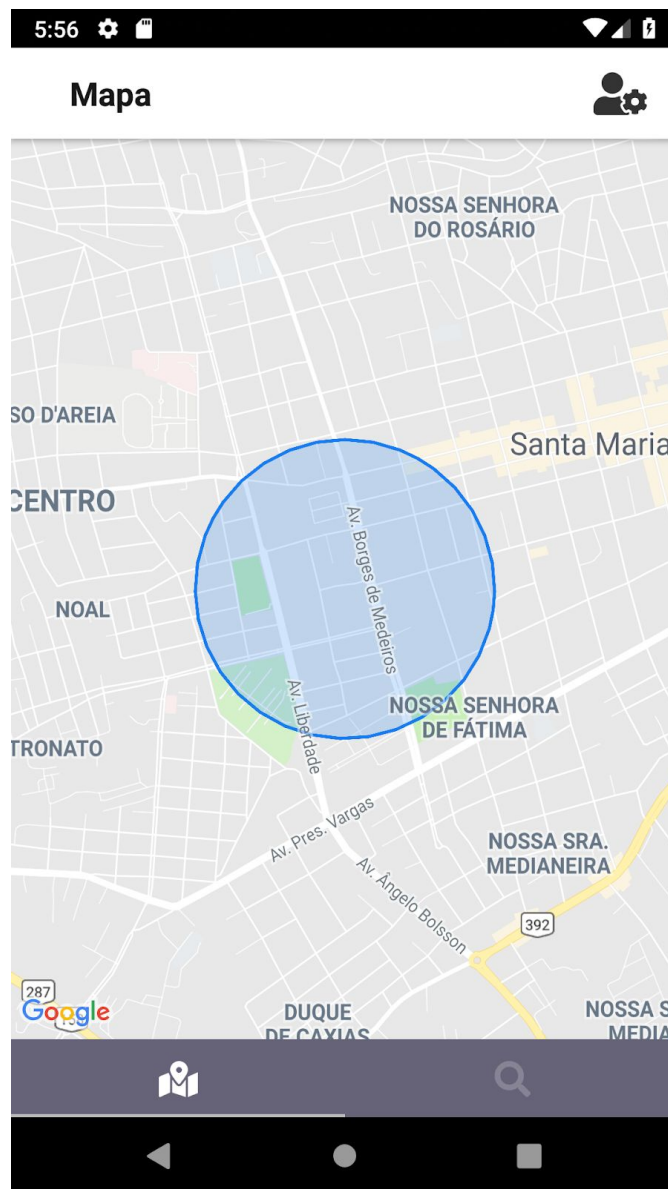 5:56
Mapa
NOSSA SENHORA
DO ROSÁRIO
SO D'AREIA
Santa Maria
CENTRO
Av. Borges de Medeiros
NOAL
NOSSA SENHORA
DE FÁTIMA
Av. Liberdade
TRONATO
Av. Pres. Vargas
NOSSA SRA.
MEDIANEIRA
Av. Ângelo Bolsson
392
287
Google
DUQUE
DE CAXIAS
NOSSA S
MEDIA